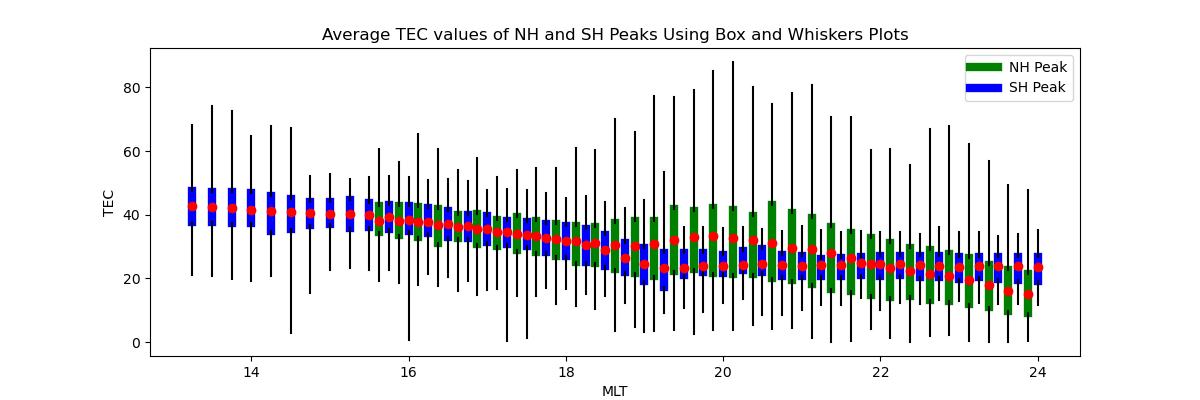 Average TEC values of NH and SH Peaks Using Box and Whiskers Plots
NH Peak
SH Peak
TEC
80
60
40
20
0
14 16 18 20 22 24
MLT